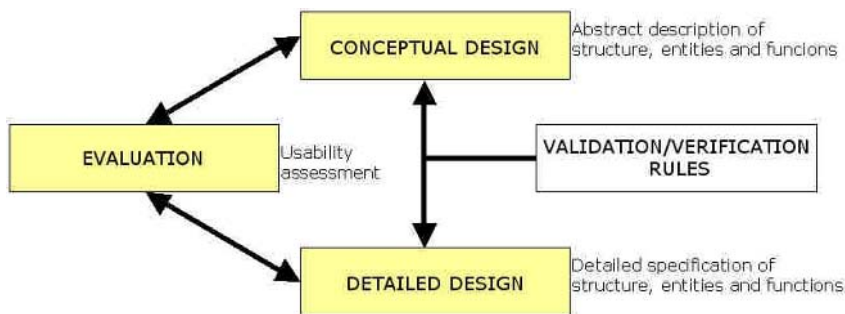 CONCEPTUAL DESIGN
Abstract description of
structure, entities and funcions
EVALUATION
Usability
assessment
VALIDATION/VERIFICATION
RULES
DETAILED DESIGN
Detailed specification of
structure, entities and functions